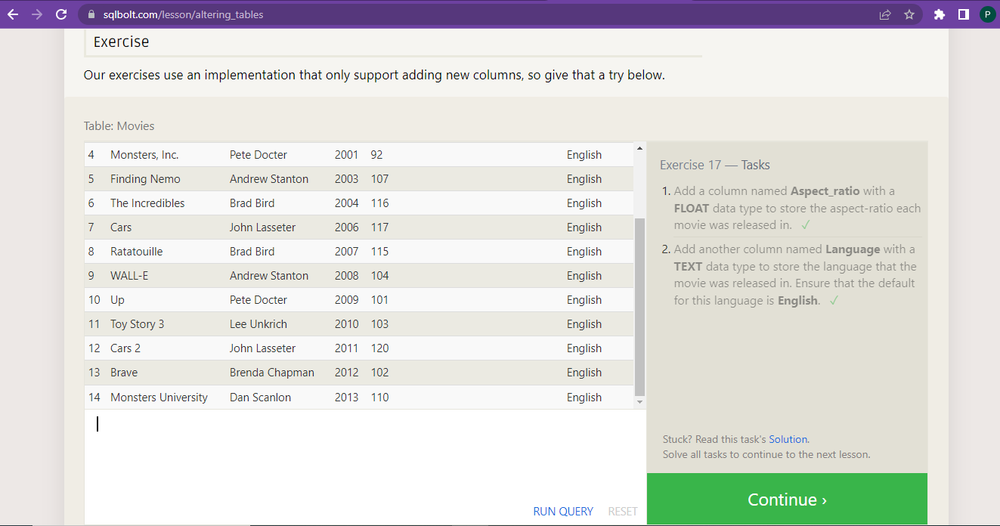 sqlbolt.com/lesson/altering_tables
P
Exercise
Our exercises use an implementation that only support adding new columns, so give that a try below.
Table: Movies
4 Monsters, Inc. Pete Docter 2001 92 English
5 Finding Nemo Andrew Stanton 2003 107 English
6 The Incredibles Brad Bird 2004 116 English
7 Cars John Lasseter 2006 117 English
8 Ratatouille Brad Bird 2007 115 English
9 WALL-E Andrew Stanton 2008 104 English
10 Up Pete Docter 2009 101 English
11 Toy Story 3 Lee Unkrich 2010 103 English
12 Cars 2 John Lasseter 2011 120 English
13 Brave Brenda Chapman 2012 102 English
14 Monsters University Dan Scanlon 2013 110 English
RUN QUERY RESET
Exercise 17 — Tasks
1. Add a column named Aspect_ratio with a
FLOAT data type to store the aspect-ratio each
movie was released in. ✓
2. Add another column named Language with a
TEXT data type to store the language that the
movie was released in. Ensure that the default
for this language is English. ✓
Stuck? Read this task's Solution.
Solve all tasks to continue to the next lesson.
Continue ›